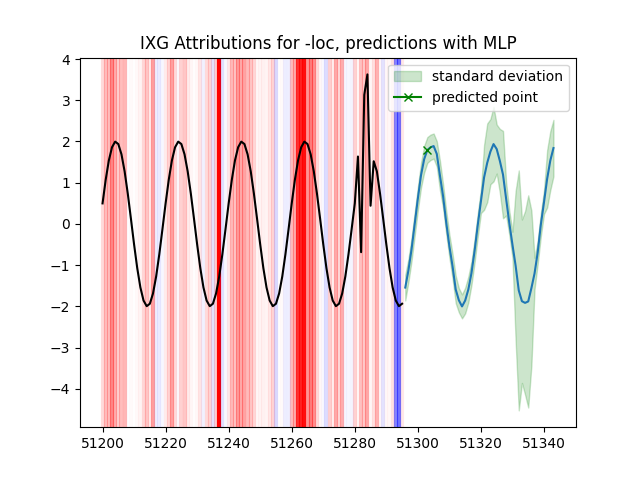 IXG Attributions for -loc, predictions with MLP
standard deviation
predicted point
4
3
2
1
0
−1
−2
−3
−4
51200 51220 51240 51260 51280 51300 51320 51340